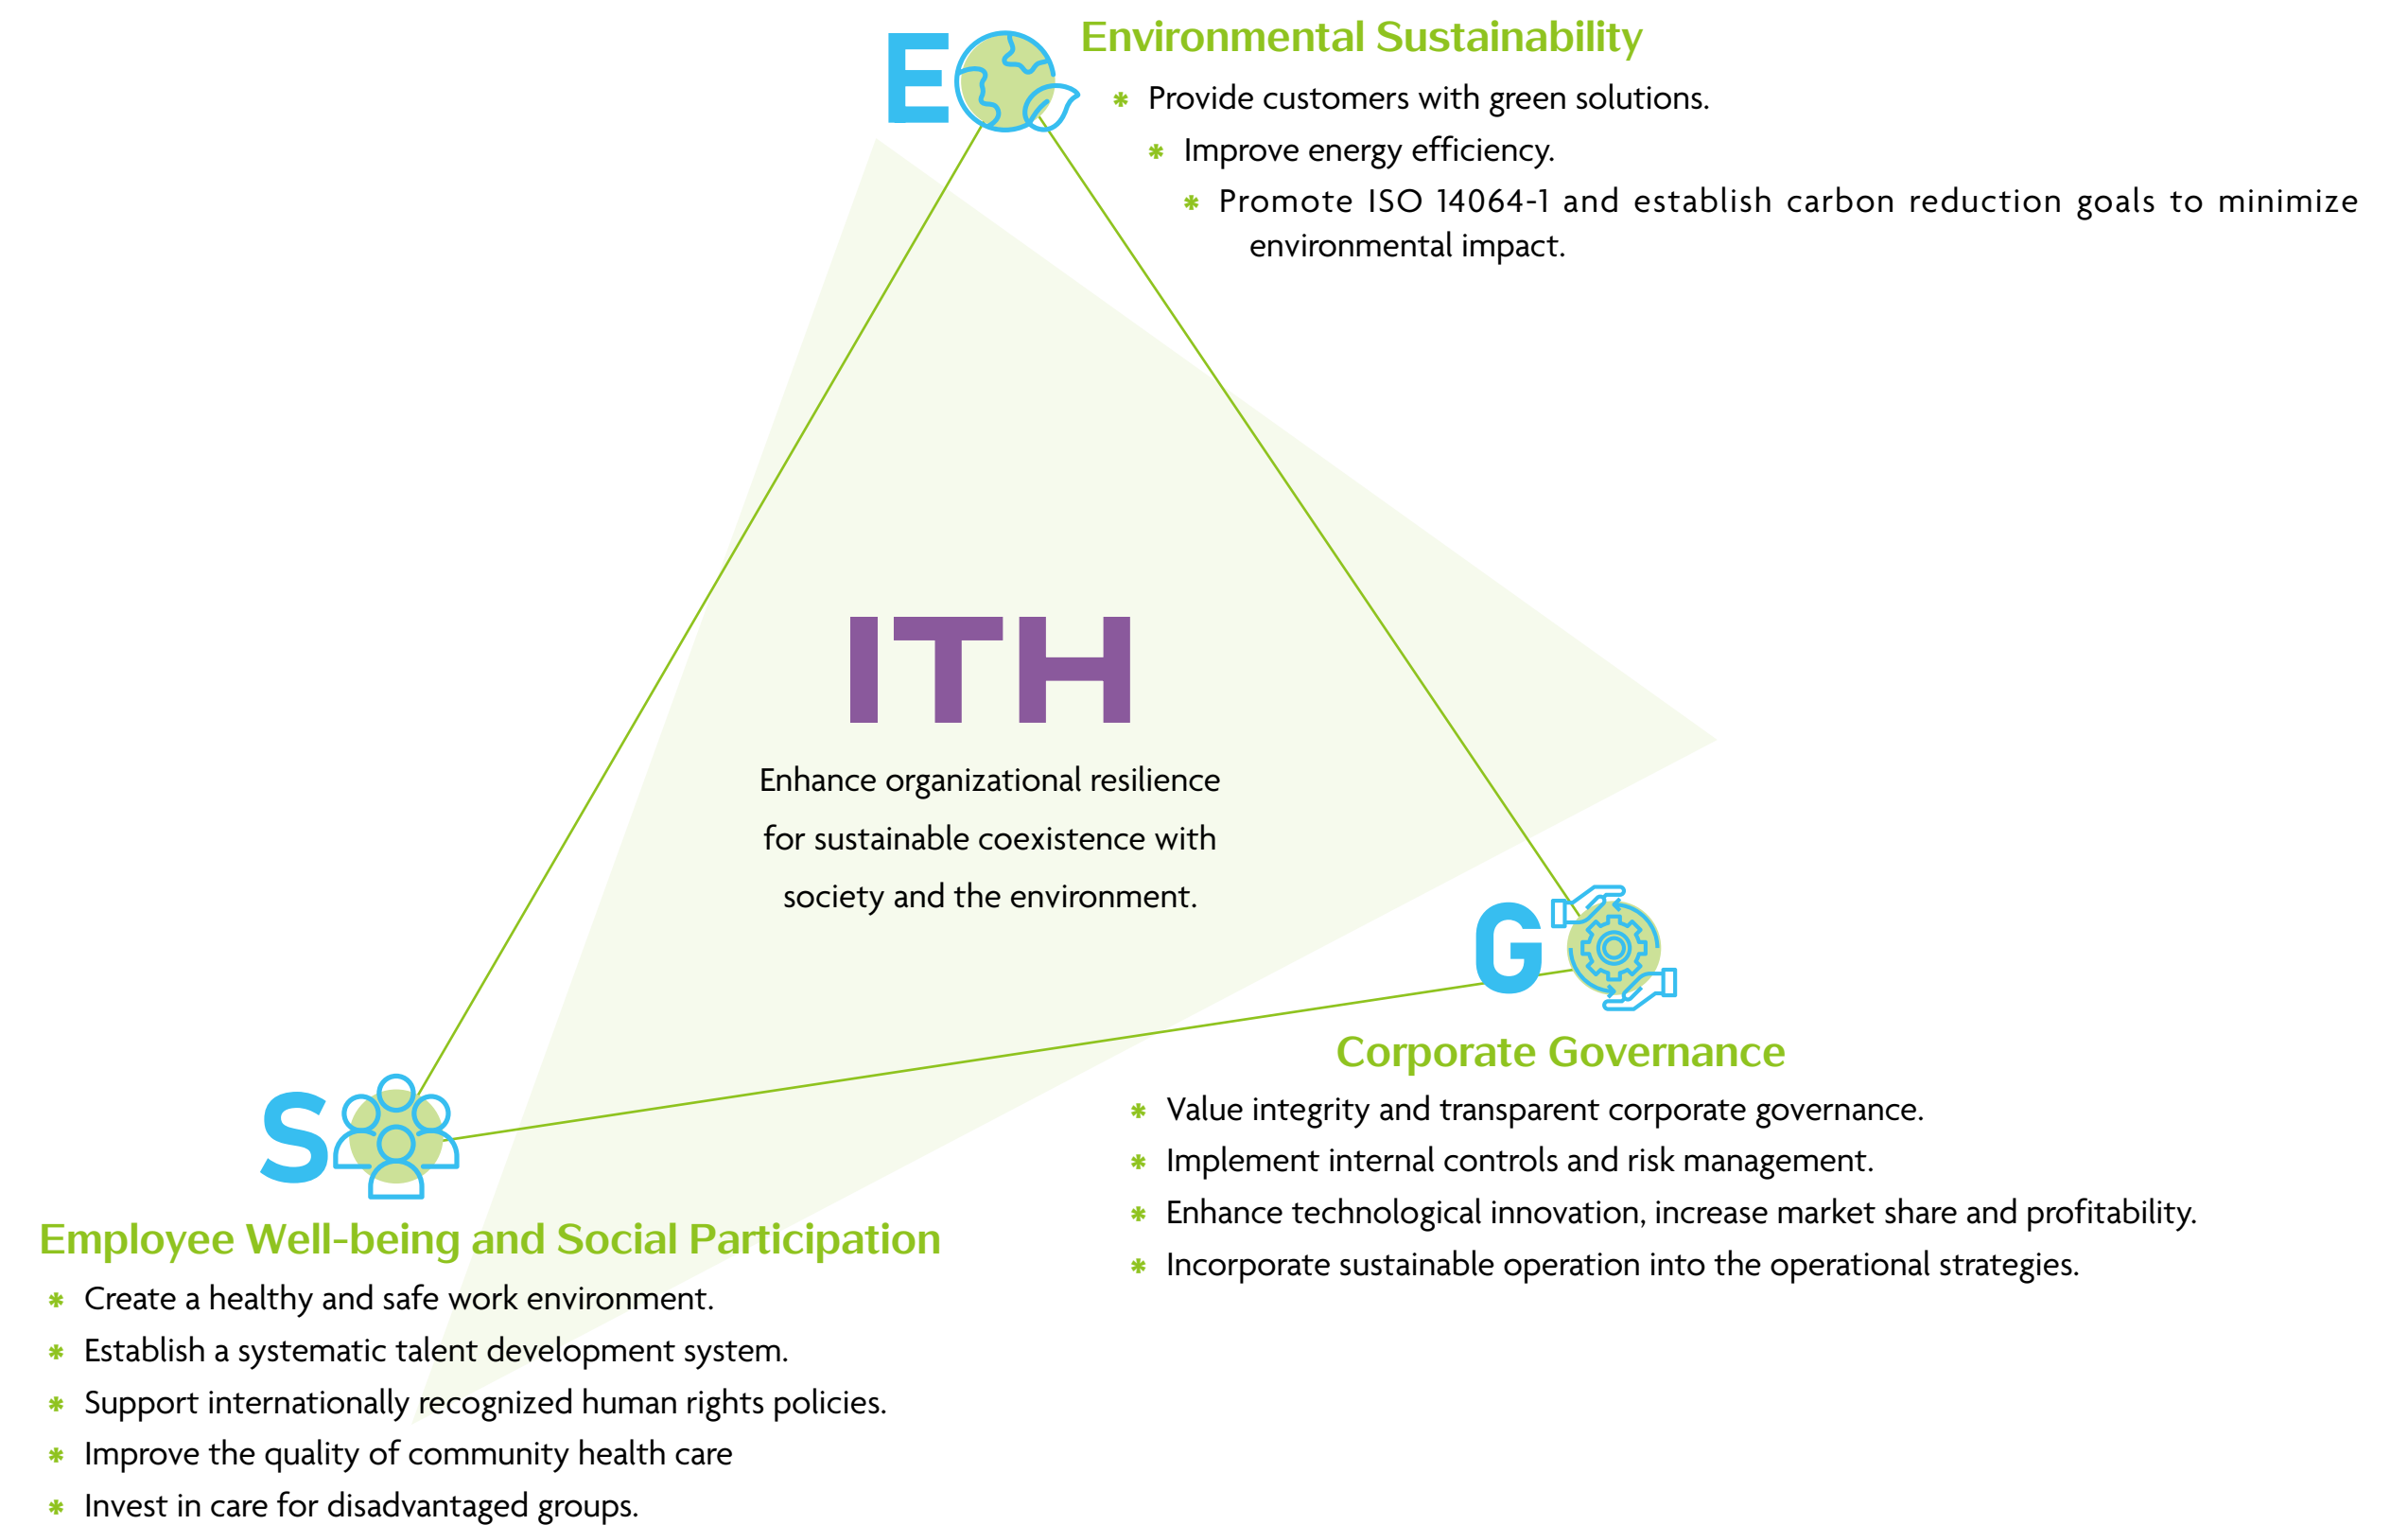 E
Environmental Sustainability
* Provide customers with green solutions.
* Improve energy efficiency.
* Promote ISO 14064-1 and establish carbon reduction goals to minimize
environmental impact.
ITH
Enhance organizational resilience
for sustainable coexistence with
society and the environment.
G
Corporate Governance
* Value integrity and transparent corporate governance.
* Implement internal controls and risk management.
* Enhance technological innovation, increase market share and profitability.
* Incorporate sustainable operation into the operational strategies.
S
Employee Well-being and Social Participation
* Create a healthy and safe work environment.
* Establish a systematic talent development system.
* Support internationally recognized human rights policies.
* Improve the quality of community health care
* Invest in care for disadvantaged groups.